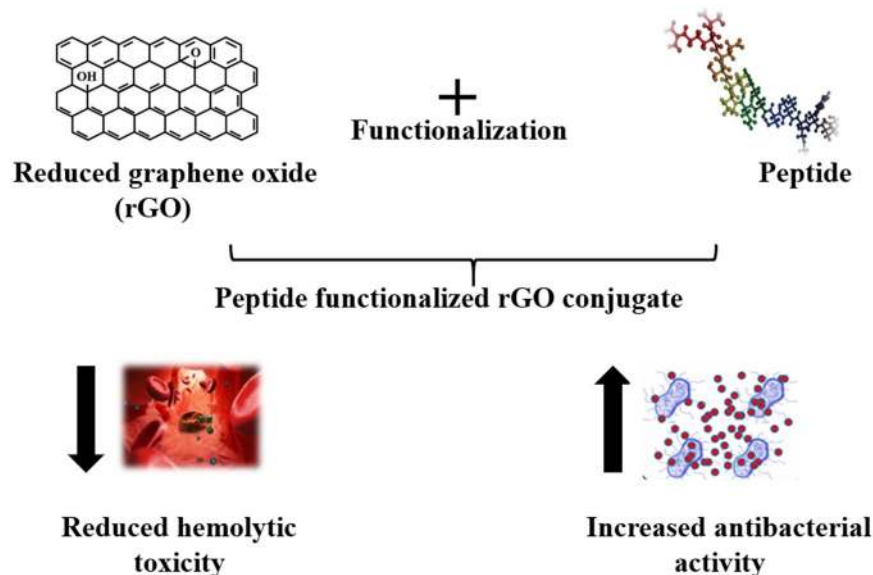 OH
O
+
Functionalization
Reduced graphene oxide
(rGO)
Peptide
Peptide functionalized rGO conjugate
Reduced hemolytic
toxicity
Increased antibacterial
activity